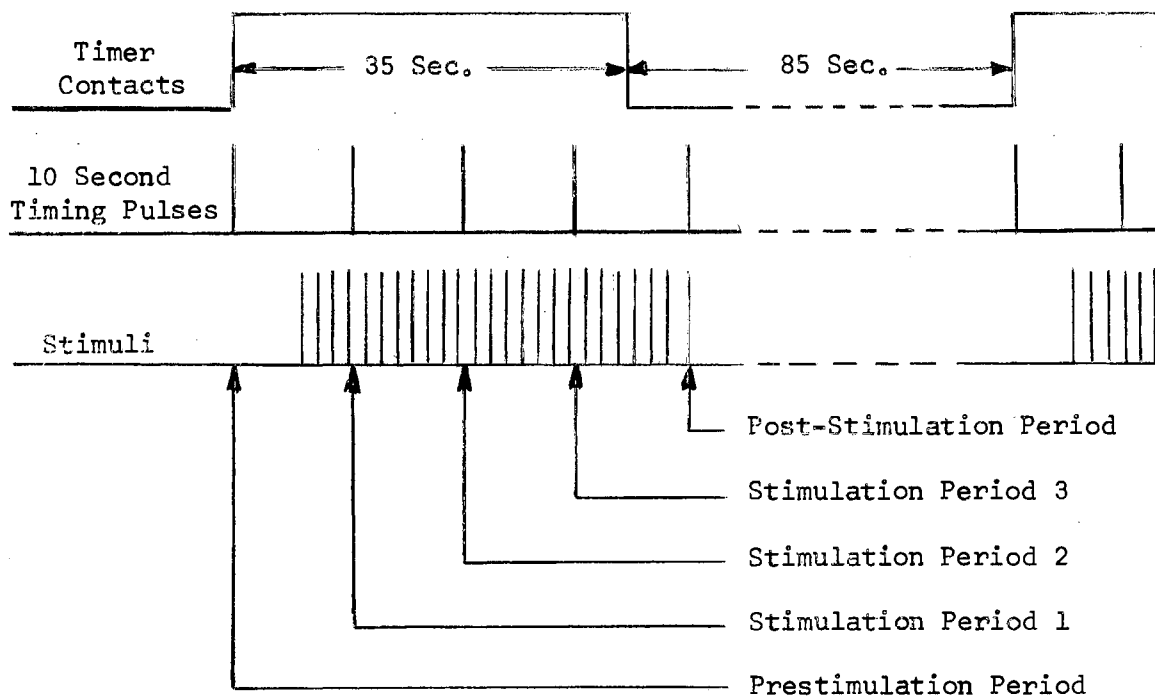 Timer
Contacts
35 Sec.
85 Sec.
10 Second
Timing Pulses
Stimuli
Post-Stimulation Period
Stimulation Period 3
Stimulation Period 2
Stimulation Period 1
Prestimulation Period